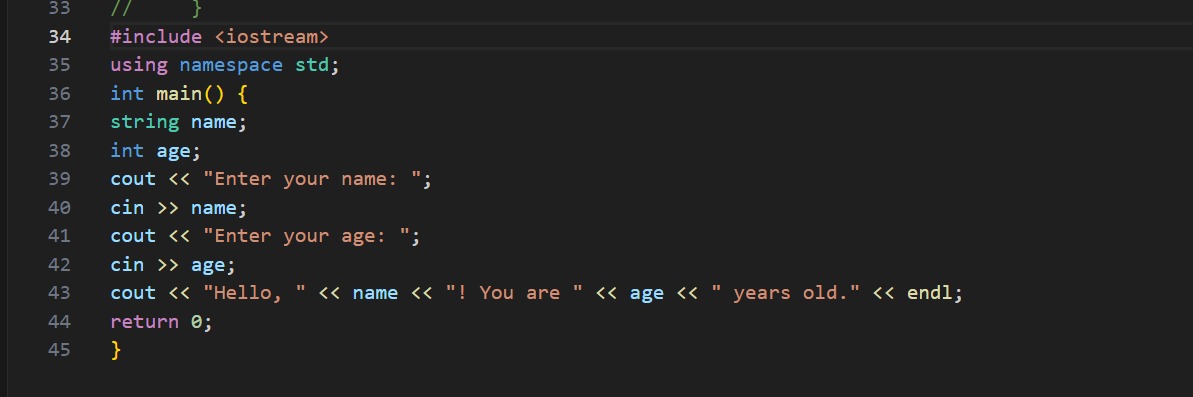 33 //     }
34 #include <iostream>
35 using namespace std;
36 int main() {
37 string name;
38 int age;
39 cout << "Enter your name: ";
40 cin >> name;
41 cout << "Enter your age: ";
42 cin >> age;
43 cout << "Hello, " << name << "! You are " << age << " years old." << endl;
44 return 0;
45 }